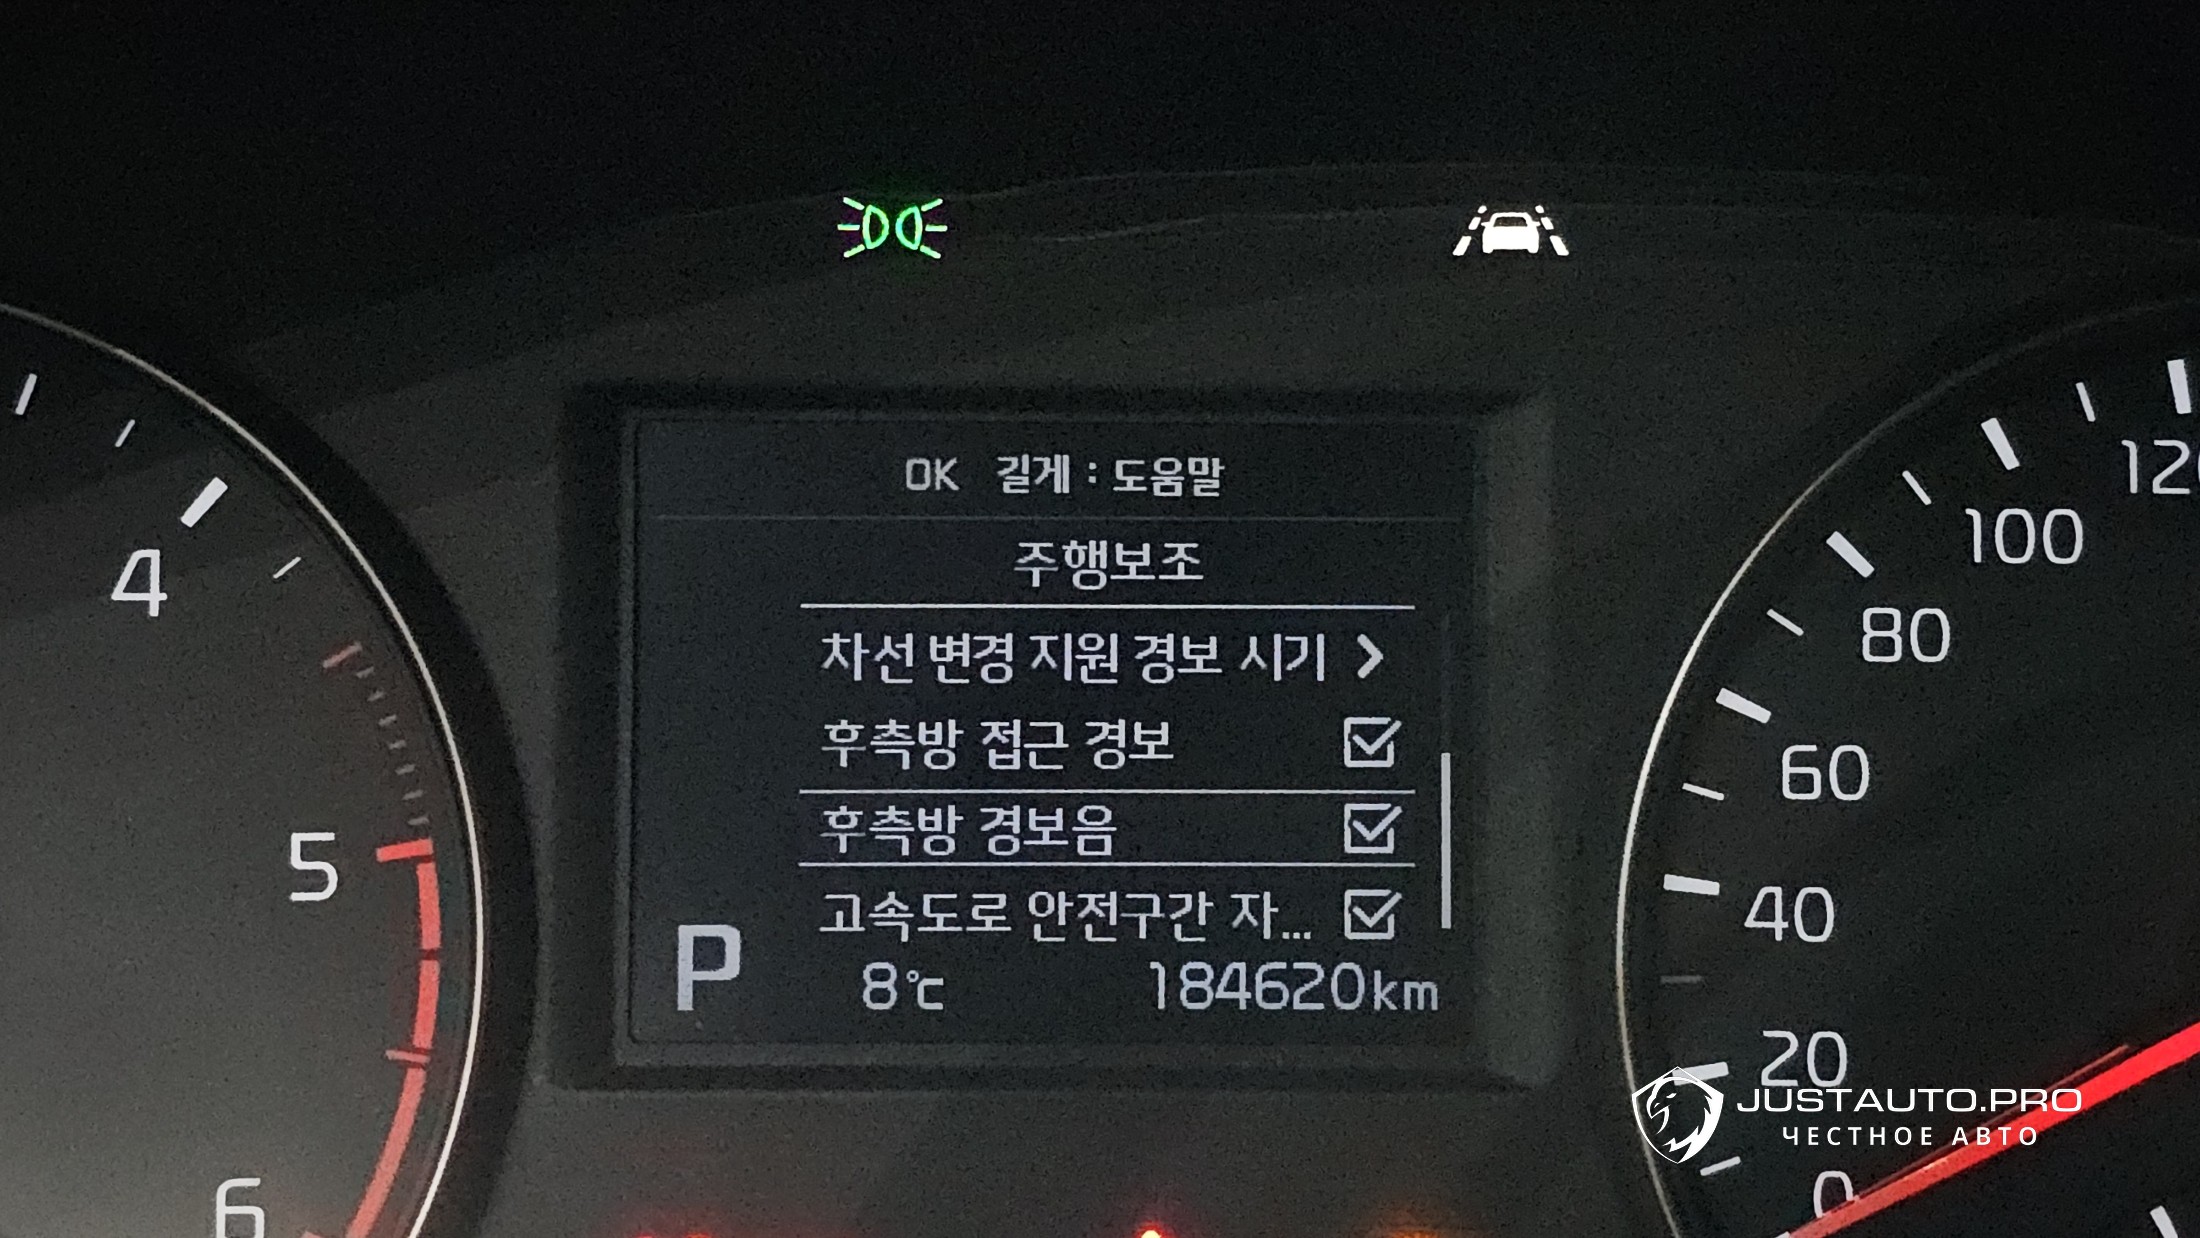 OK 길게 : 도움말
주행보조
차선 변경 지원 경보 시기 >
후측방 접근 경보
후측방 경보음
고속도로 안전구간 자...
P
8℃ 184620km
4
5
6
120
100
80
60
40
20
0
JUSTAUTO.PRO
ЧЕСТНОЕ АВТО